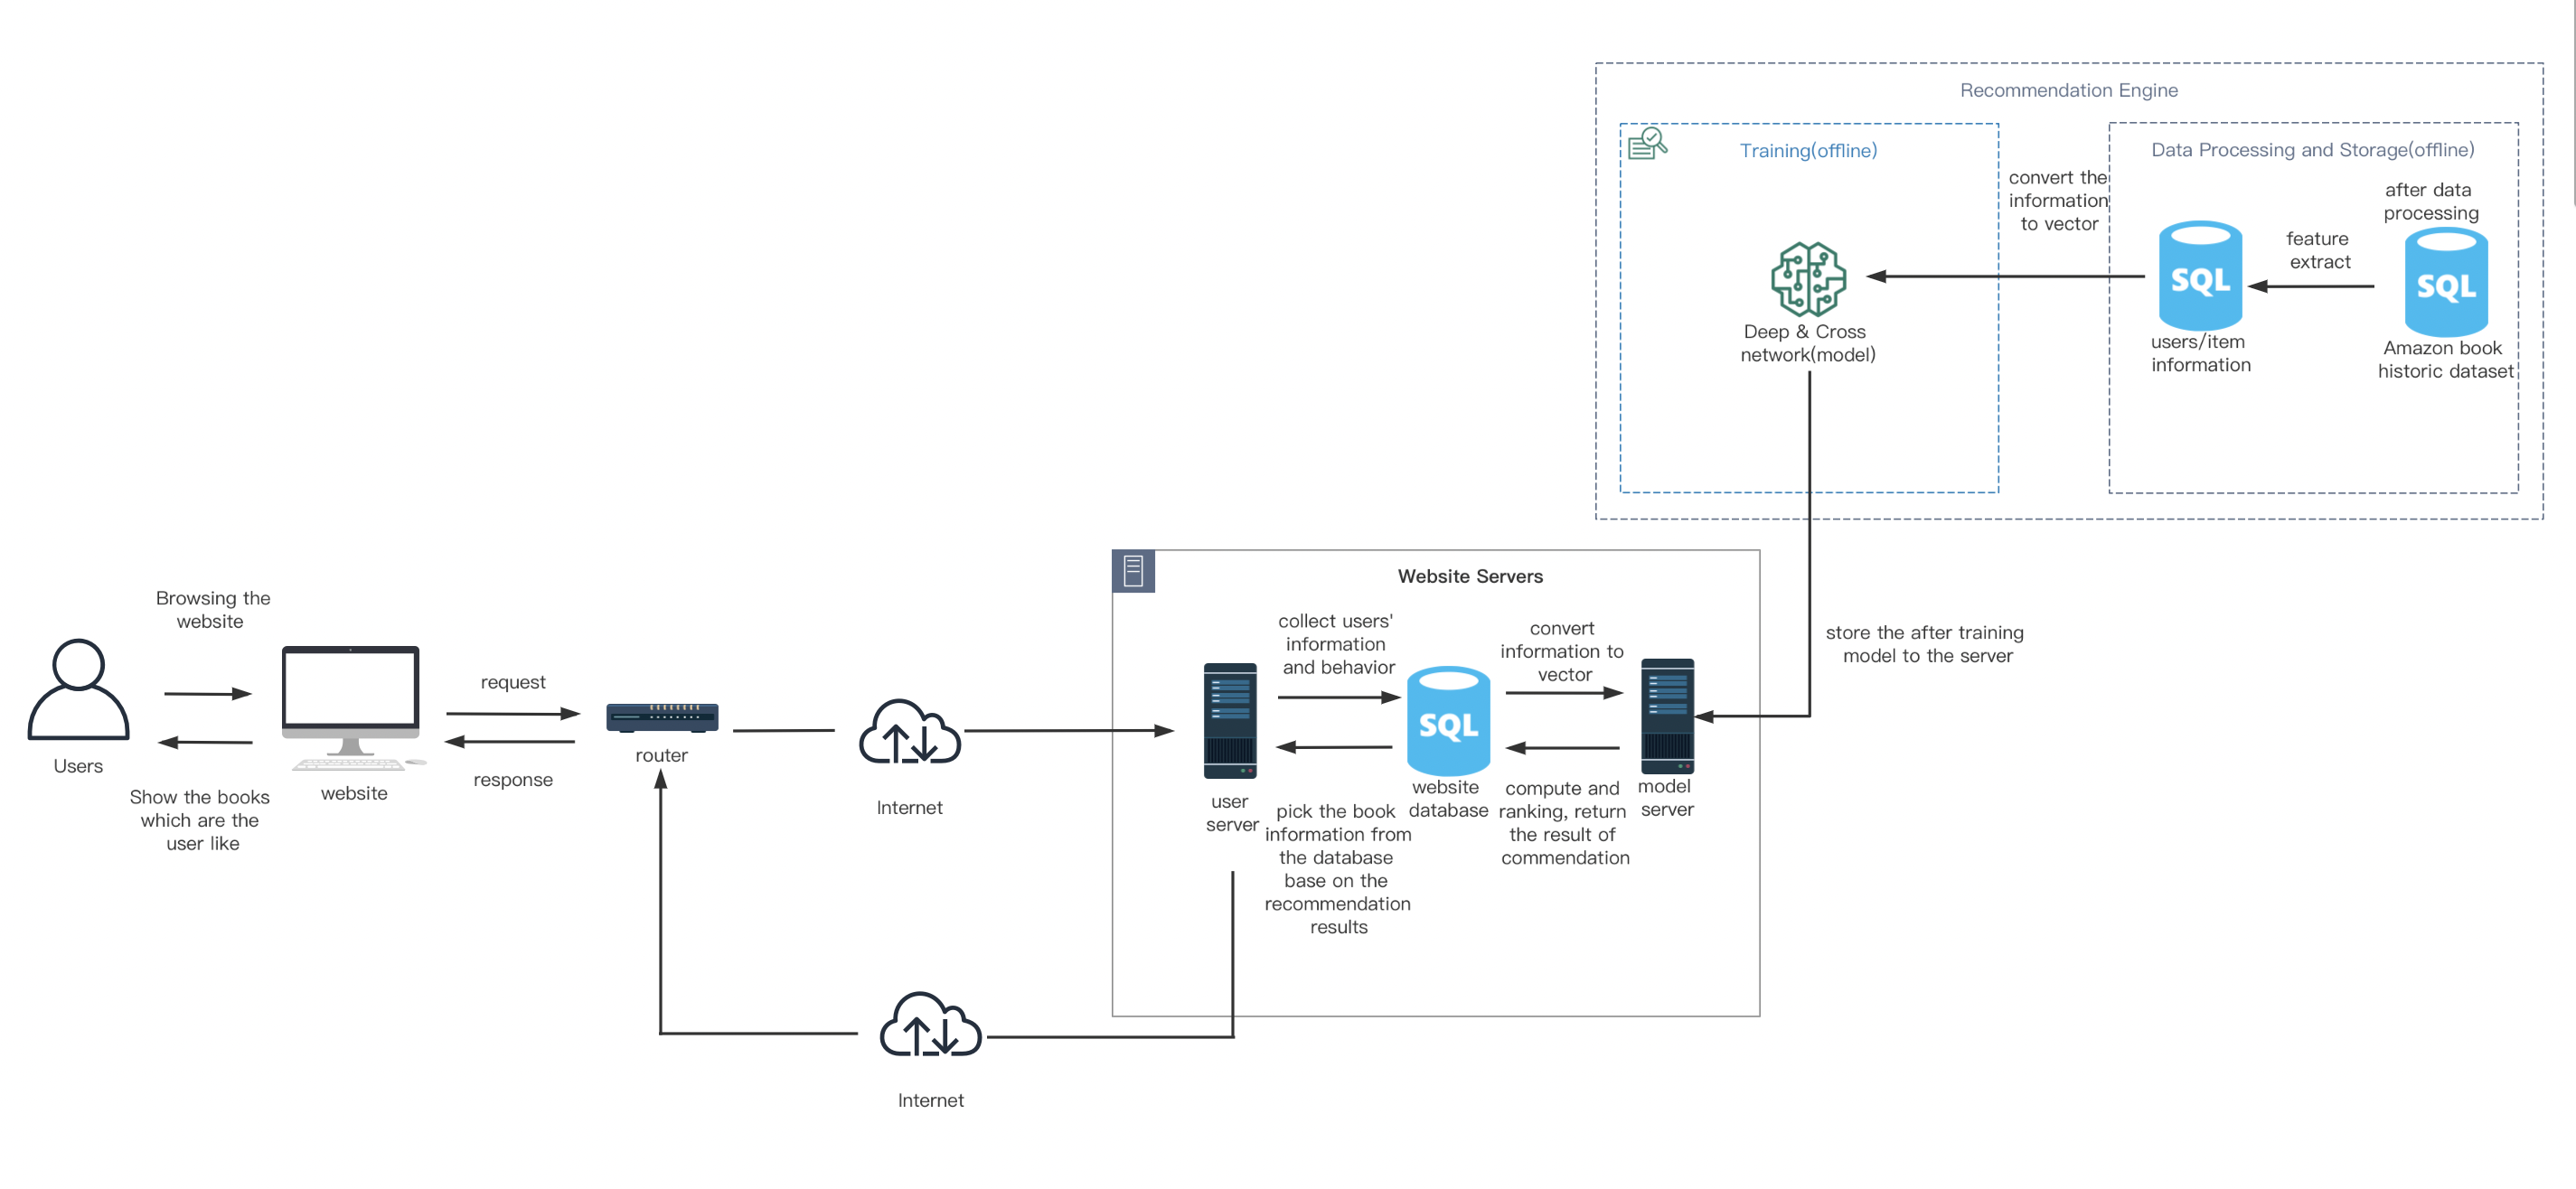 Recommendation Engine
Training(offline)
Data Processing and Storage(offline)
convert the
information
to vector
after data
processing
feature
extract
SQL
SQL
Deep & Cross
network(model)
users/item
information
Amazon book
historic dataset
Website Servers
Browsing the
website
collect users'
information
and behavior
convert
information to
vector
store the after training
model to the server
request
SQL
router
Users
website
response
Show the books
which are the
user like
Internet
user
server
pick the book
information from
the database
base on the
recommendation
results
website
database
compute and
ranking, return
the result of
commendation
model
server
Internet